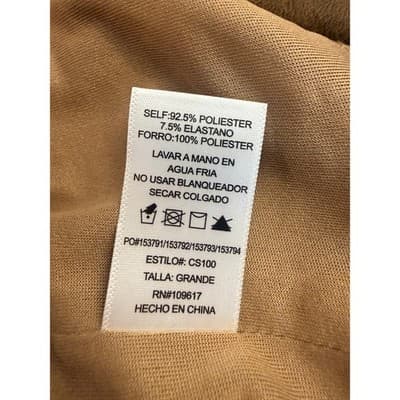 SELF:92.5% POLIESTER
7.5% ELASTANO
FORRO:100% POLIESTER
LAVAR A MANO EN
AGUA FRIA
NO USAR BLANQUEADOR
SECAR COLGADO
PO#153791/153792/153793/153794
ESTILO#: CS100
TALLA: GRANDE
RN#109617
HECHO EN CHINA